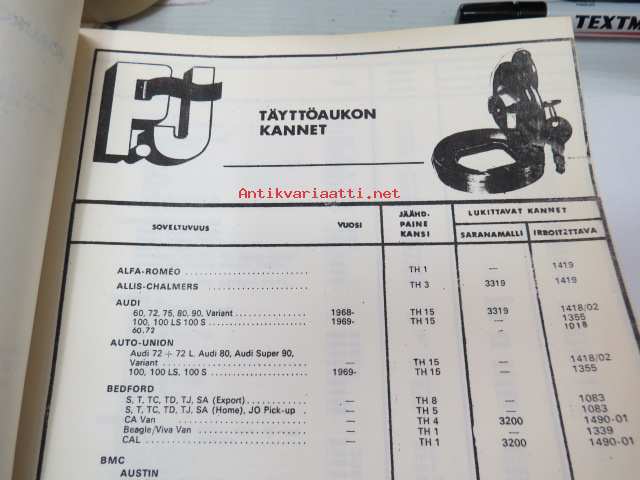 TEXTM
PJ
TÄYTTÖAUKON
KANNET
Antikvariaatti.net
SOVELTUVUUS VUOSI JÄÄHD. PAINE KANSI LUKITTAVAT KANNET
SARANAMALLI IRROITETTAVA
ALFA-ROMEO TH 1 — 1419
ALLIS-CHALMERS TH 3 3319 1419
AUDI
60, 72, 75, 80, 90, Variant 1968- TH 15 3319 1418/02
100, 100 LS 100 S 1969- TH 15 — 1355
60.72 1018
AUTO-UNION
Audi 72 ÷ 72 L. Audi 80, Audi Super 90,
Variant — TH 15 — 1418/02
100, 100 LS, 100 S 1969- TH 15 — 1355
BEDFORD
S, T, TC, TD, TJ, SA (Export) — TH 8 — 1083
S, T, TC, TD, TJ, SA (Home), JO Pick-up — TH 5 — 1083
CA Van — TH 4 3200 1490-01
Beagle/Viva Van — TH 1 — 1339
CAL — TH 1 3200 1490-01
BMC
AUSTIN